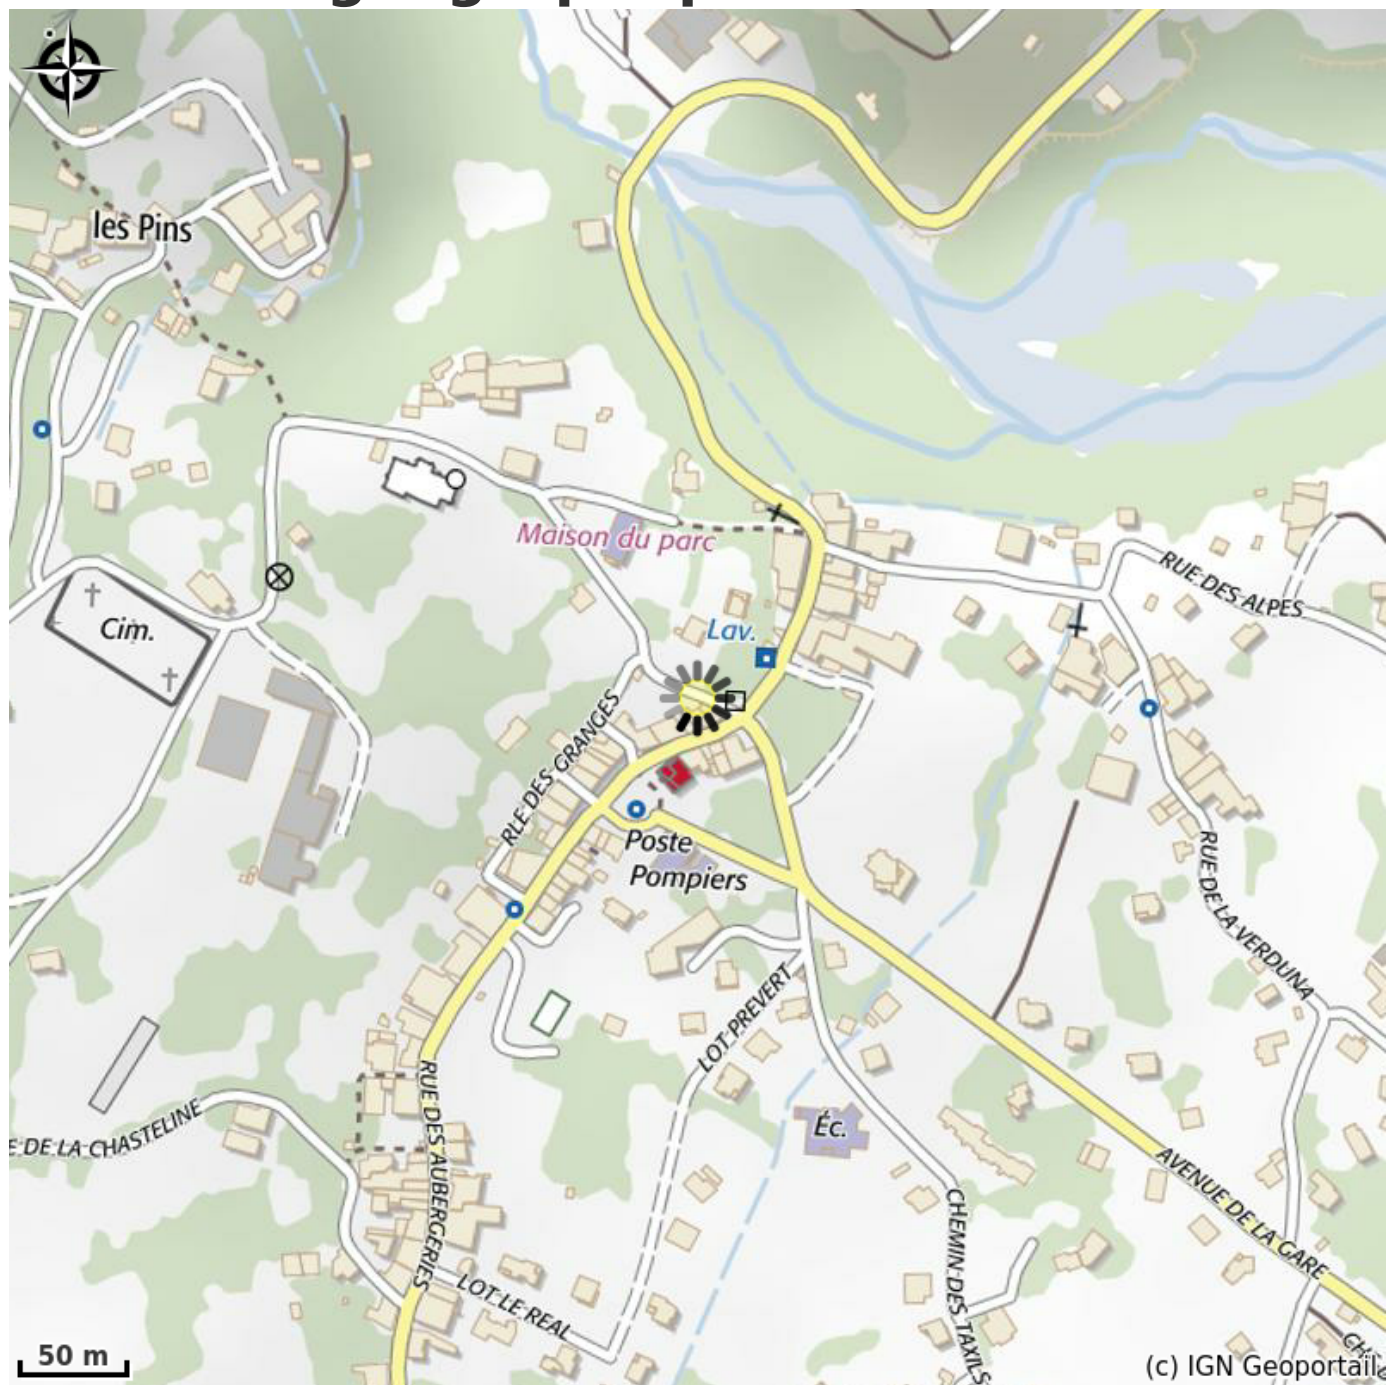 les Pins
Maison du parc
RUE DES ALPES
Cim.
Lav.
RLE DES GRANGES
Poste
Pompiers
RUE DE LA VERDUNA
LOT PREVERT
RUE DES AUBERGERIES
E DE LA CHASTELINE
Éc.
AVENUE DE LA GARE
CHEMIN DES TAXILS
LOT LE REAL
50 m
(c) IGN Geoportail